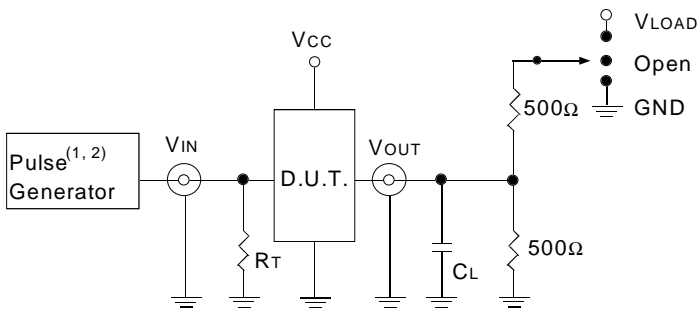 VLOAD
VCC
Open
500Ω
GND
VIN
VOUT
Pulse(1, 2)
Generator
D.U.T.
RT
CL
500Ω